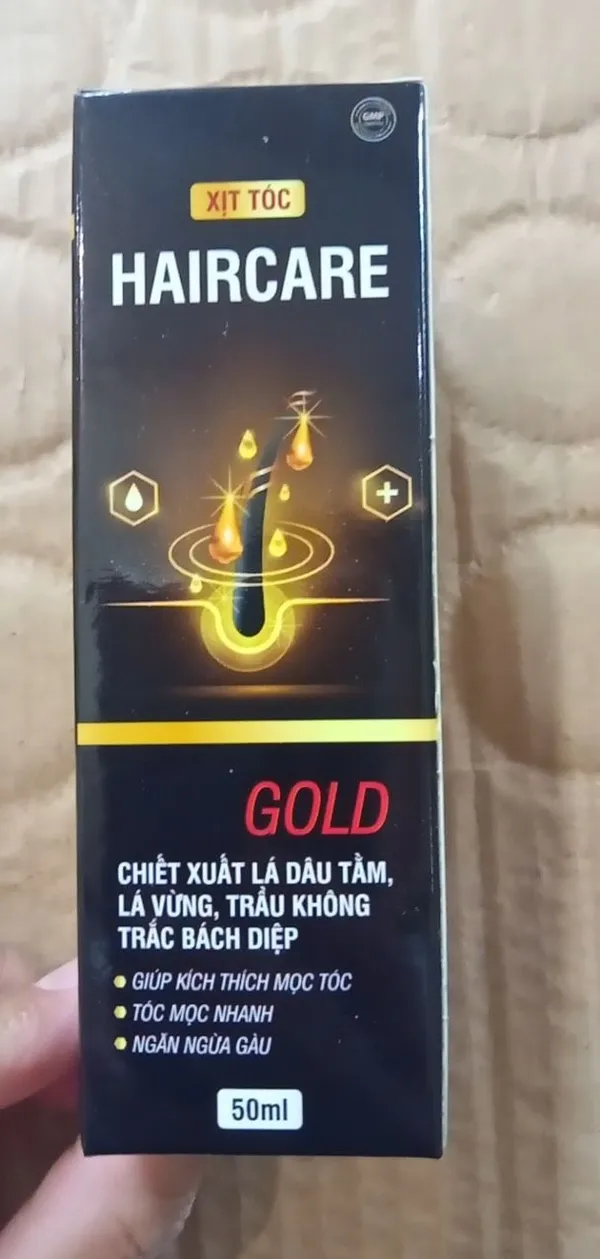 GMP
XỊT TÓC
HAIRCARE
GOLD
CHIẾT XUẤT LÁ DÂU TẰM,
LÁ VỪNG, TRẦU KHÔNG
TRẮC BÁCH DIỆP
GIÚP KÍCH THÍCH MỌC TÓC
TÓC MỌC NHANH
NGĂN NGỪA GÀU
50ml